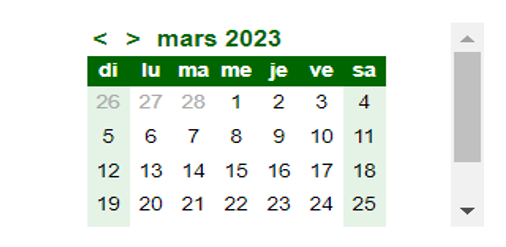 < > mars 2023
di lu ma me je ve sa
26 27 28 1 2 3 4
5 6 7 8 9 10 11
12 13 14 15 16 17 18
19 20 21 22 23 24 25